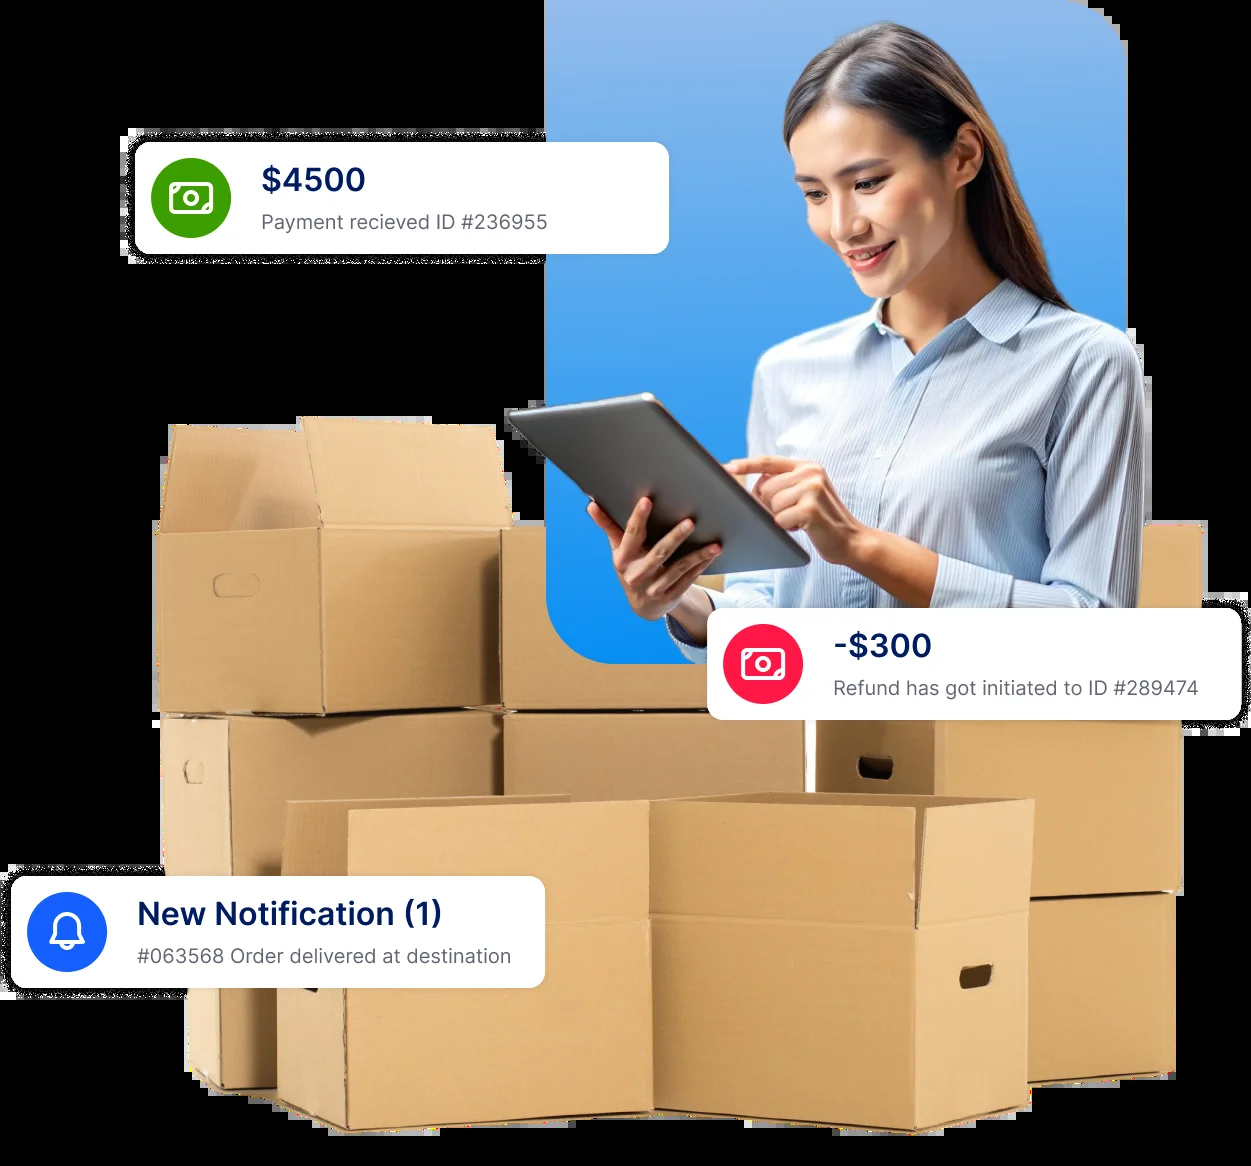 $4500
Payment recieved ID #236955
-$300
Refund has got initiated to ID #289474
New Notification (1)
#063568 Order delivered at destination